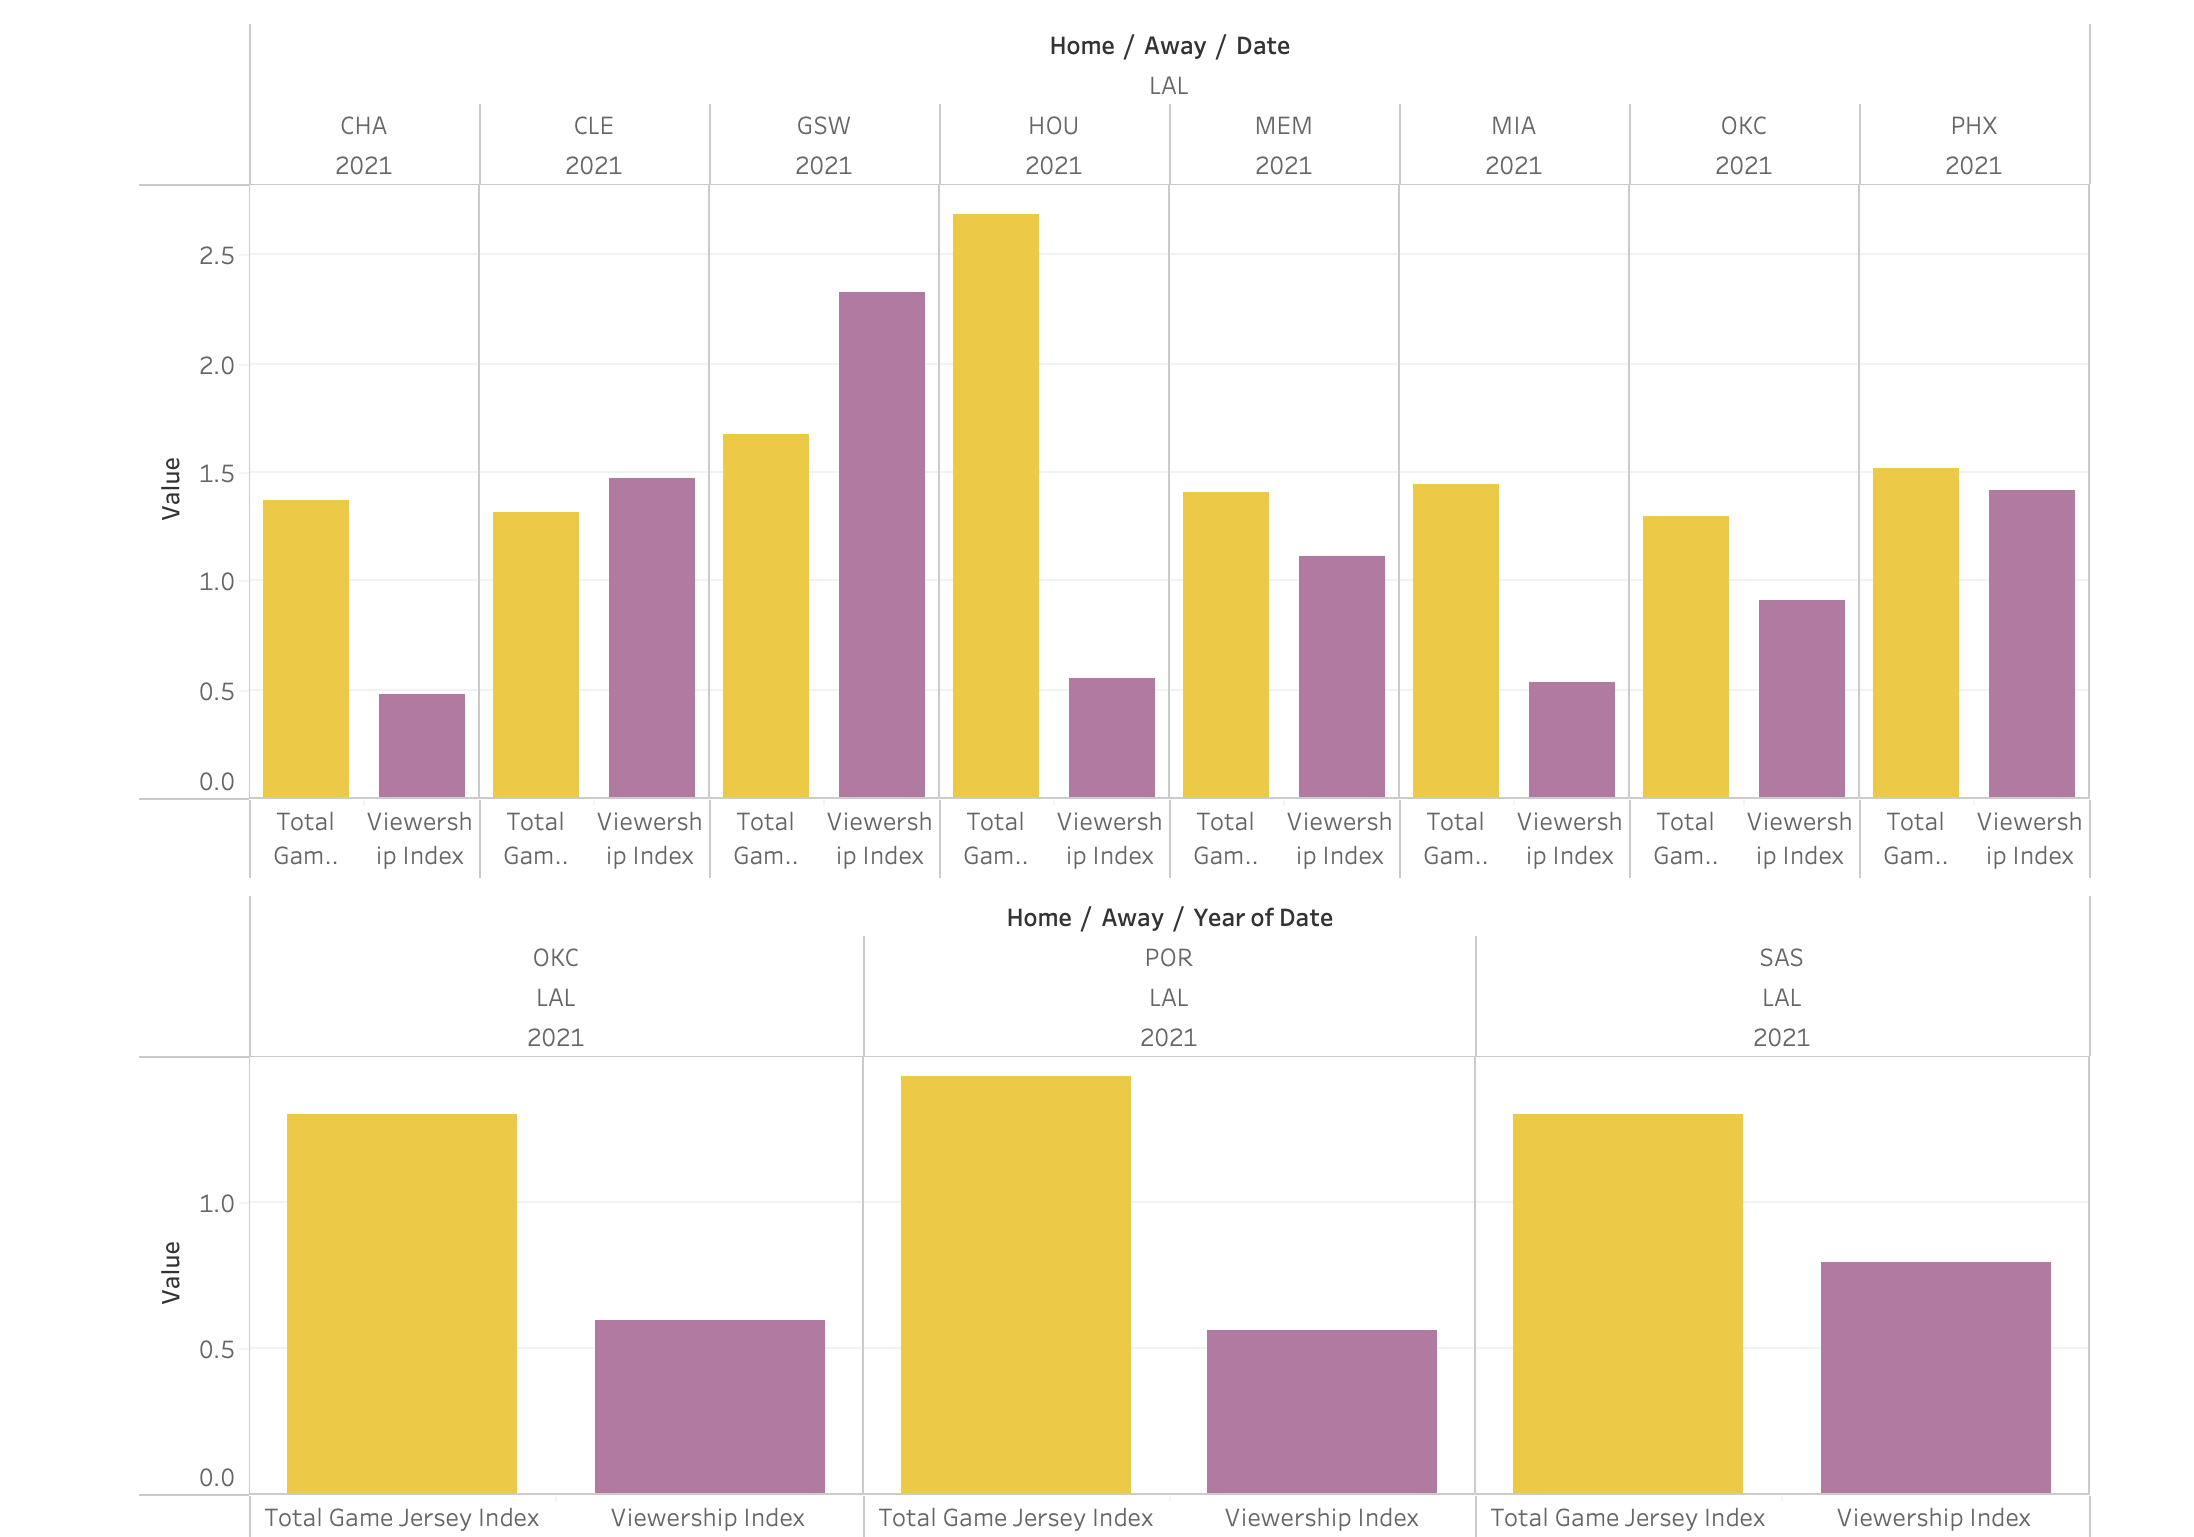 Home / Away / Date
LAL
CHA CLE GSW HOU MEM MIA OKC PHX
2021 2021 2021 2021 2021 2021 2021 2021
2.5
2.0
1.5
1.0
0.5
0.0
Value
Total Viewersh Total Viewersh Total Viewersh Total Viewersh Total Viewersh Total Viewersh Total Viewersh Total Viewersh
Gam.. ip Index Gam.. ip Index Gam.. ip Index Gam.. ip Index Gam.. ip Index Gam.. ip Index Gam.. ip Index Gam.. ip Index
Home / Away / Year of Date
OKC POR SAS
LAL LAL LAL
2021 2021 2021
1.0
0.5
0.0
Value
Total Game Jersey Index Viewership Index Total Game Jersey Index Viewership Index Total Game Jersey Index Viewership Index